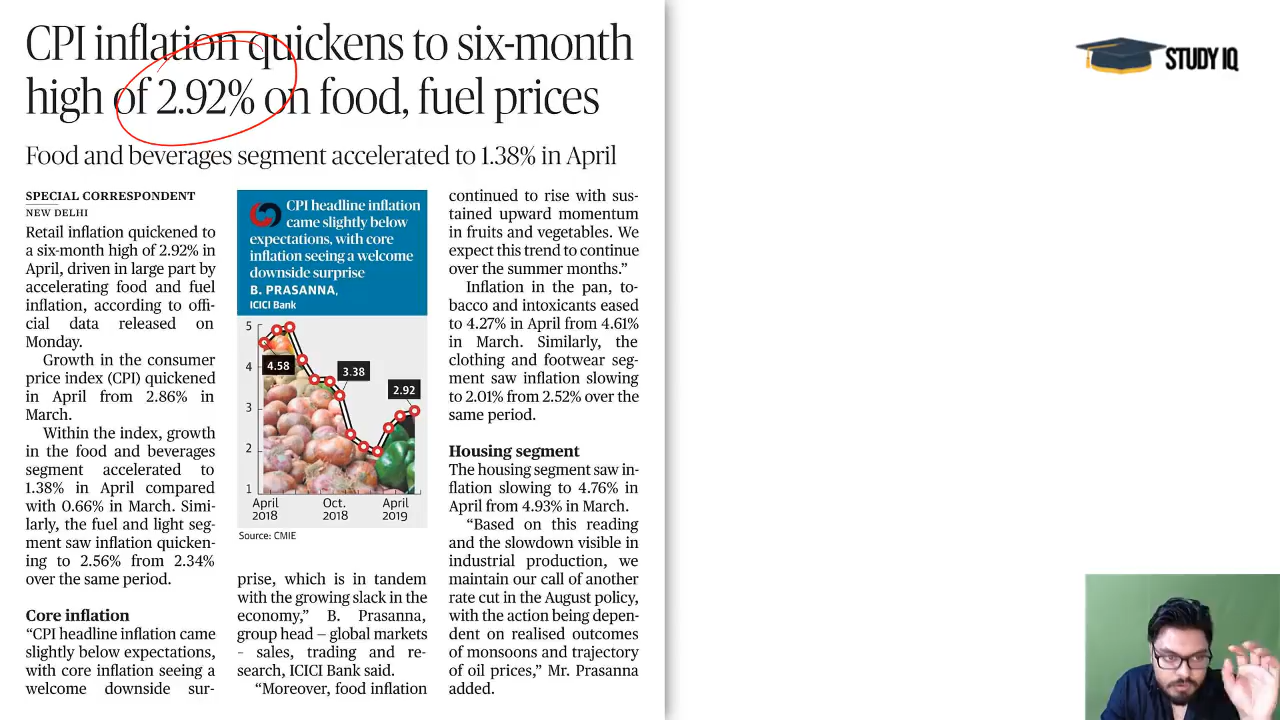 CPI inflation quickens to six-month
high of 2.92% on food, fuel prices
Food and beverages segment accelerated to 1.38% in April
SPECIAL CORRESPONDENT
NEW DELHI
Retail inflation quickened to
a six-month high of 2.92% in
April, driven in large part by
accelerating food and fuel
inflation, according to offi-
cial data released on
Monday.
Growth in the consumer
price index (CPI) quickened
in April from 2.86% in
March.
Within the index, growth
in the food and beverages
segment accelerated to
1.38% in April compared
with 0.66% in March. Simi-
larly, the fuel and light seg-
ment saw inflation quicken-
ing to 2.56% from 2.34%
over the same period.
Core inflation
“CPI headline inflation came
slightly below expectations,
with core inflation seeing a
welcome downside sur-
CPI headline inflation
came slightly below
expectations, with core
inflation seeing a welcome
downside surprise
B. PRASANNA,
ICICI Bank
5
4
3
2
1
4.58
3.38
2.92
April
2018
Oct.
2018
April
2019
Source: CMIE
prise, which is in tandem
with the growing slack in the
economy,” B. Prasanna,
group head – global markets
– sales, trading and re-
search, ICICI Bank said.
“Moreover, food inflation
continued to rise with sus-
tained upward momentum
in fruits and vegetables. We
expect this trend to continue
over the summer months.”
Inflation in the pan, to-
bacco and intoxicants eased
to 4.27% in April from 4.61%
in March. Similarly, the
clothing and footwear seg-
ment saw inflation slowing
to 2.01% from 2.52% over the
same period.
Housing segment
The housing segment saw in-
flation slowing to 4.76% in
April from 4.93% in March.
“Based on this reading
and the slowdown visible in
industrial production, we
maintain our call of another
rate cut in the August policy,
with the action being depen-
dent on realised outcomes
of monsoons and trajectory
of oil prices,” Mr. Prasanna
added.
STUDY IQ